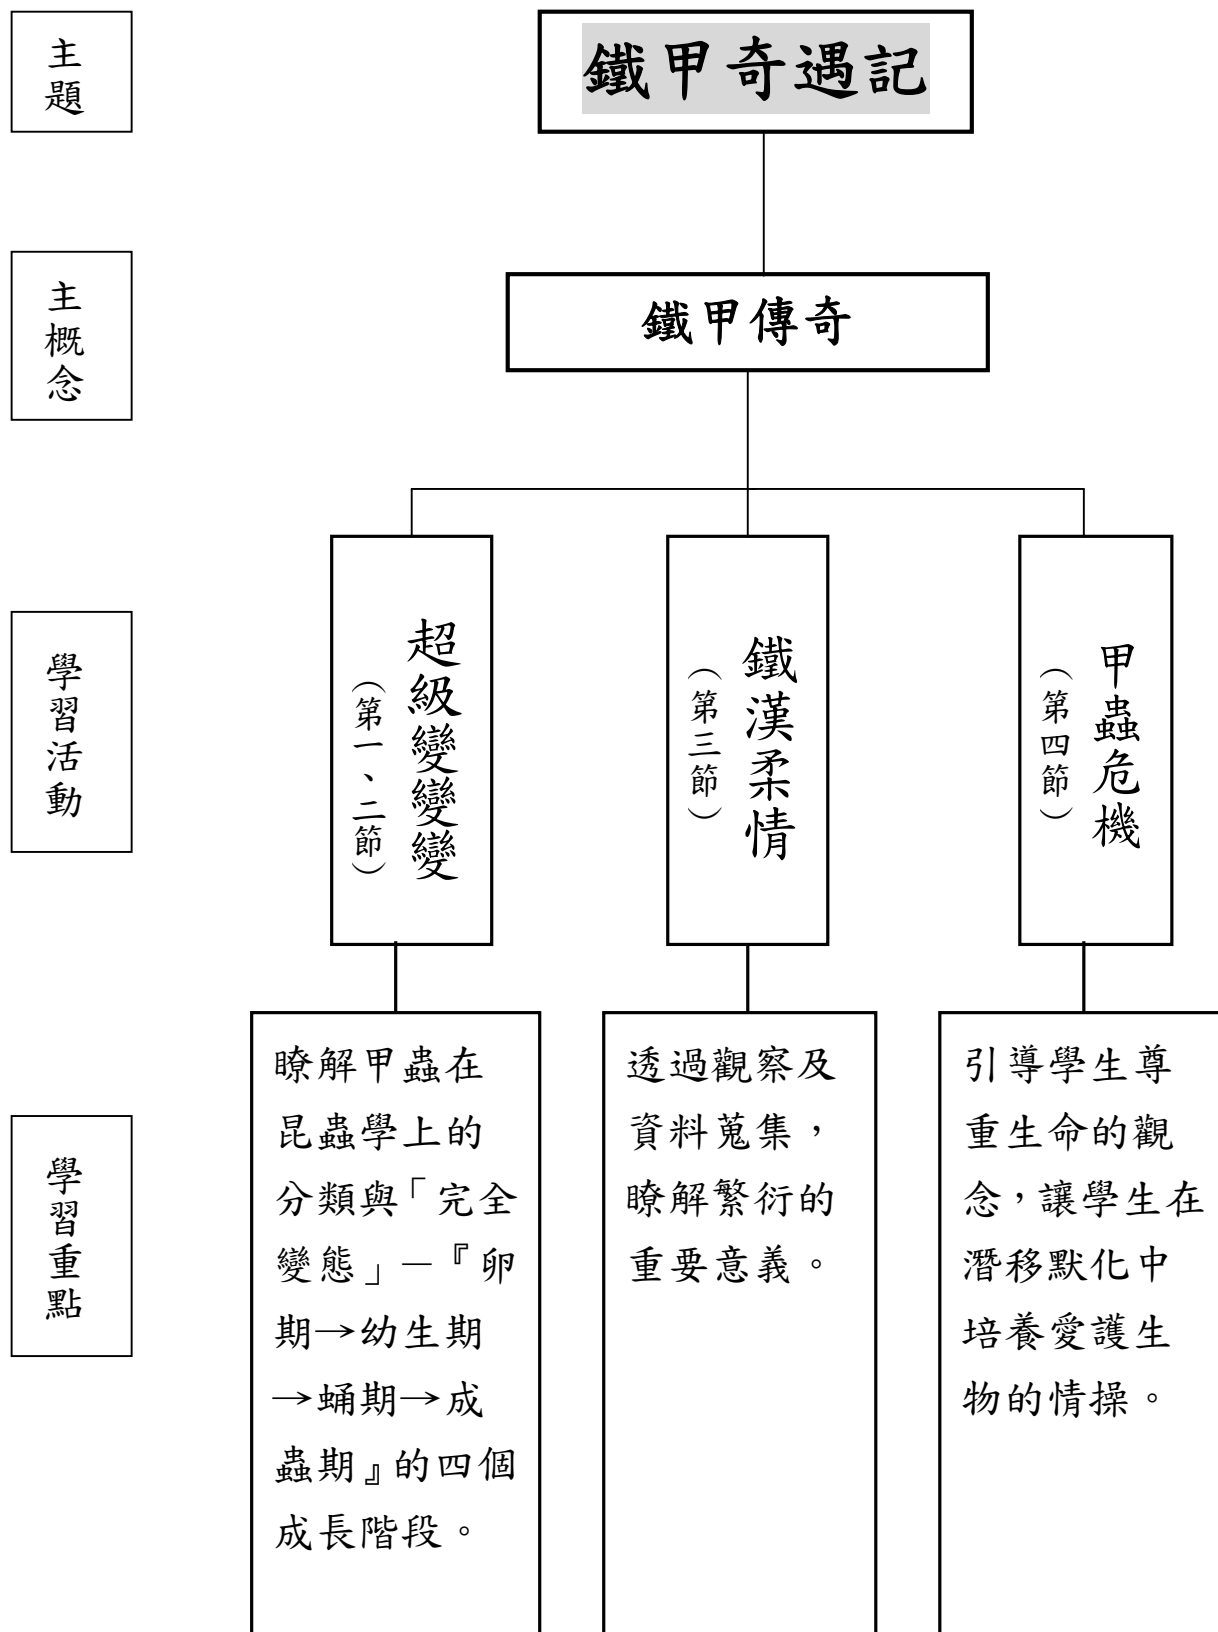 主題
鐵甲奇遇記
主概念
鐵甲傳奇
學習活動
超級變變變
（第一、二節）
鐵漢柔情
（第三節）
甲蟲危機
（第四節）
學習重點
瞭解甲蟲在
昆蟲學上的
分類與「完全
變態」─『卵
期→幼生期
→蛹期→成
蟲期』的四個
成長階段。
透過觀察及
資料蒐集，
瞭解繁衍的
重要意義。
引導學生尊
重生命的觀
念，讓學生在
潛移默化中
培養愛護生
物的情操。